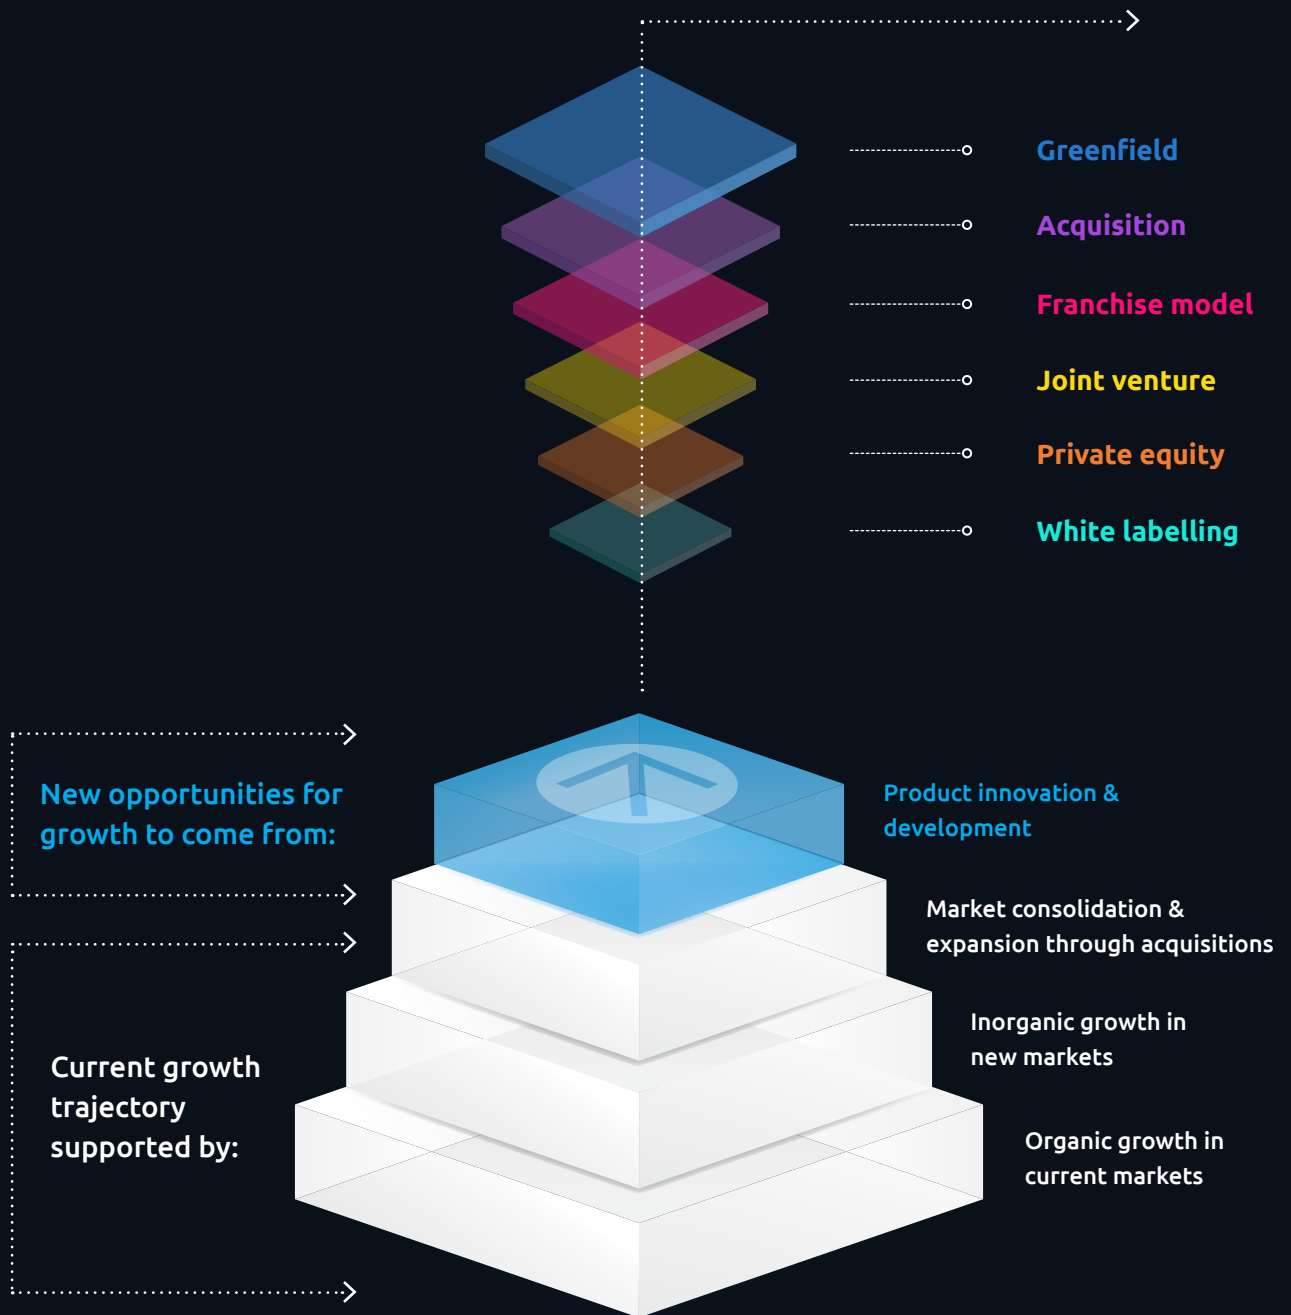 Greenfield
Acquisition
Franchise model
Joint venture
Private equity
White labelling
New opportunities for
growth to come from:
Product innovation &
development
Market consolidation &
expansion through acquisitions
Inorganic growth in
new markets
Current growth
trajectory
supported by:
Organic growth in
current markets